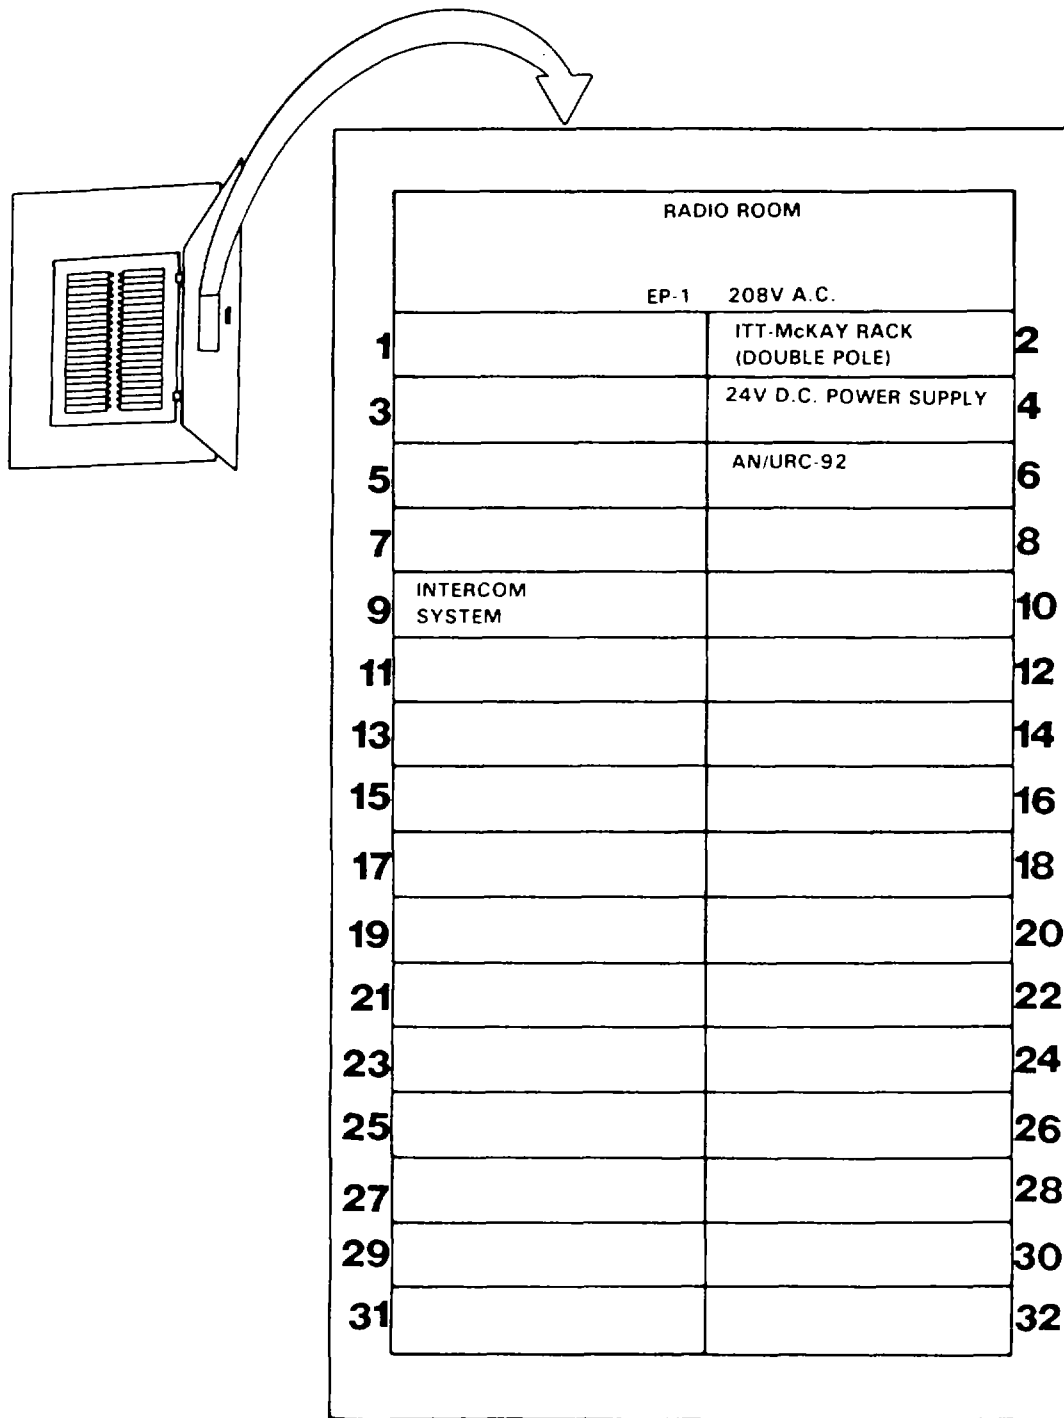 RADIO ROOM
EP-1 208V A.C.
1 ITT-McKAY RACK 2
(DOUBLE POLE)
3 24V D.C. POWER SUPPLY 4
5 AN/URC-92 6
7 8
9 INTERCOM 10
SYSTEM
11 12
13 14
15 16
17 18
19 20
21 22
23 24
25 26
27 28
29 30
31 32